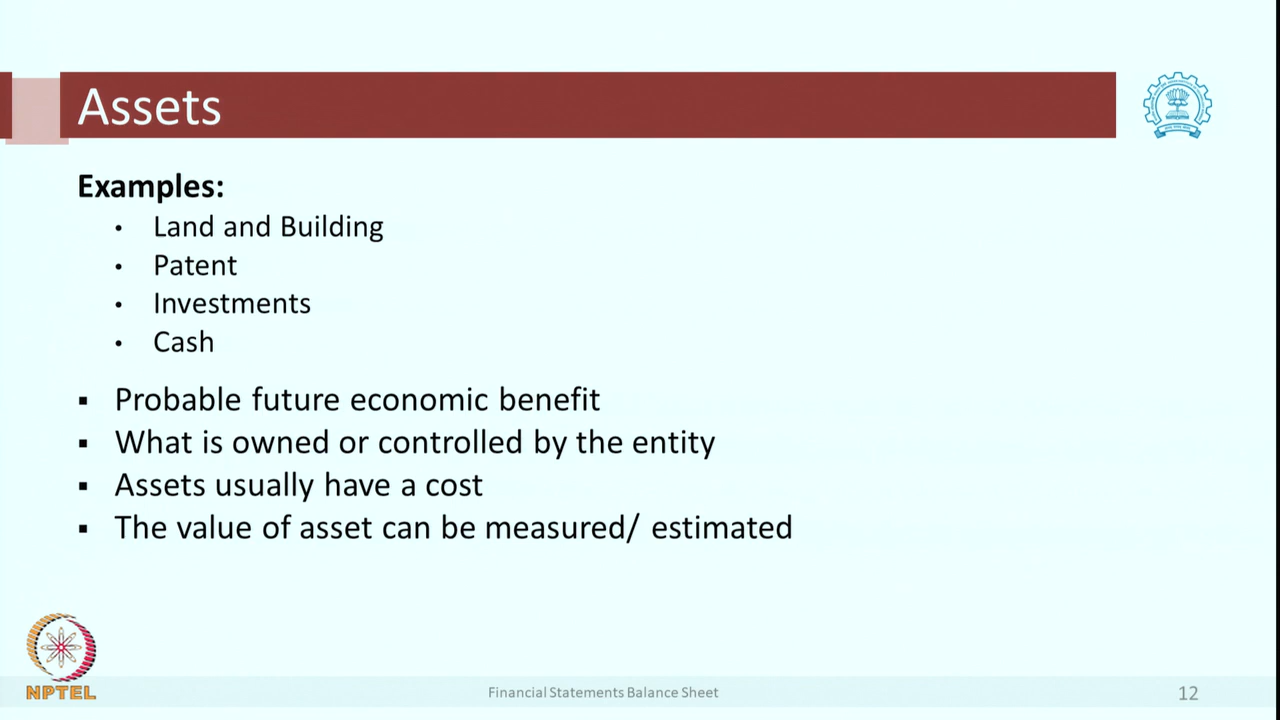 Assets
Examples:
• Land and Building
• Patent
• Investments
• Cash
▪ Probable future economic benefit
▪ What is owned or controlled by the entity
▪ Assets usually have a cost
▪ The value of asset can be measured/ estimated
NPTEL
Financial Statements Balance Sheet
12